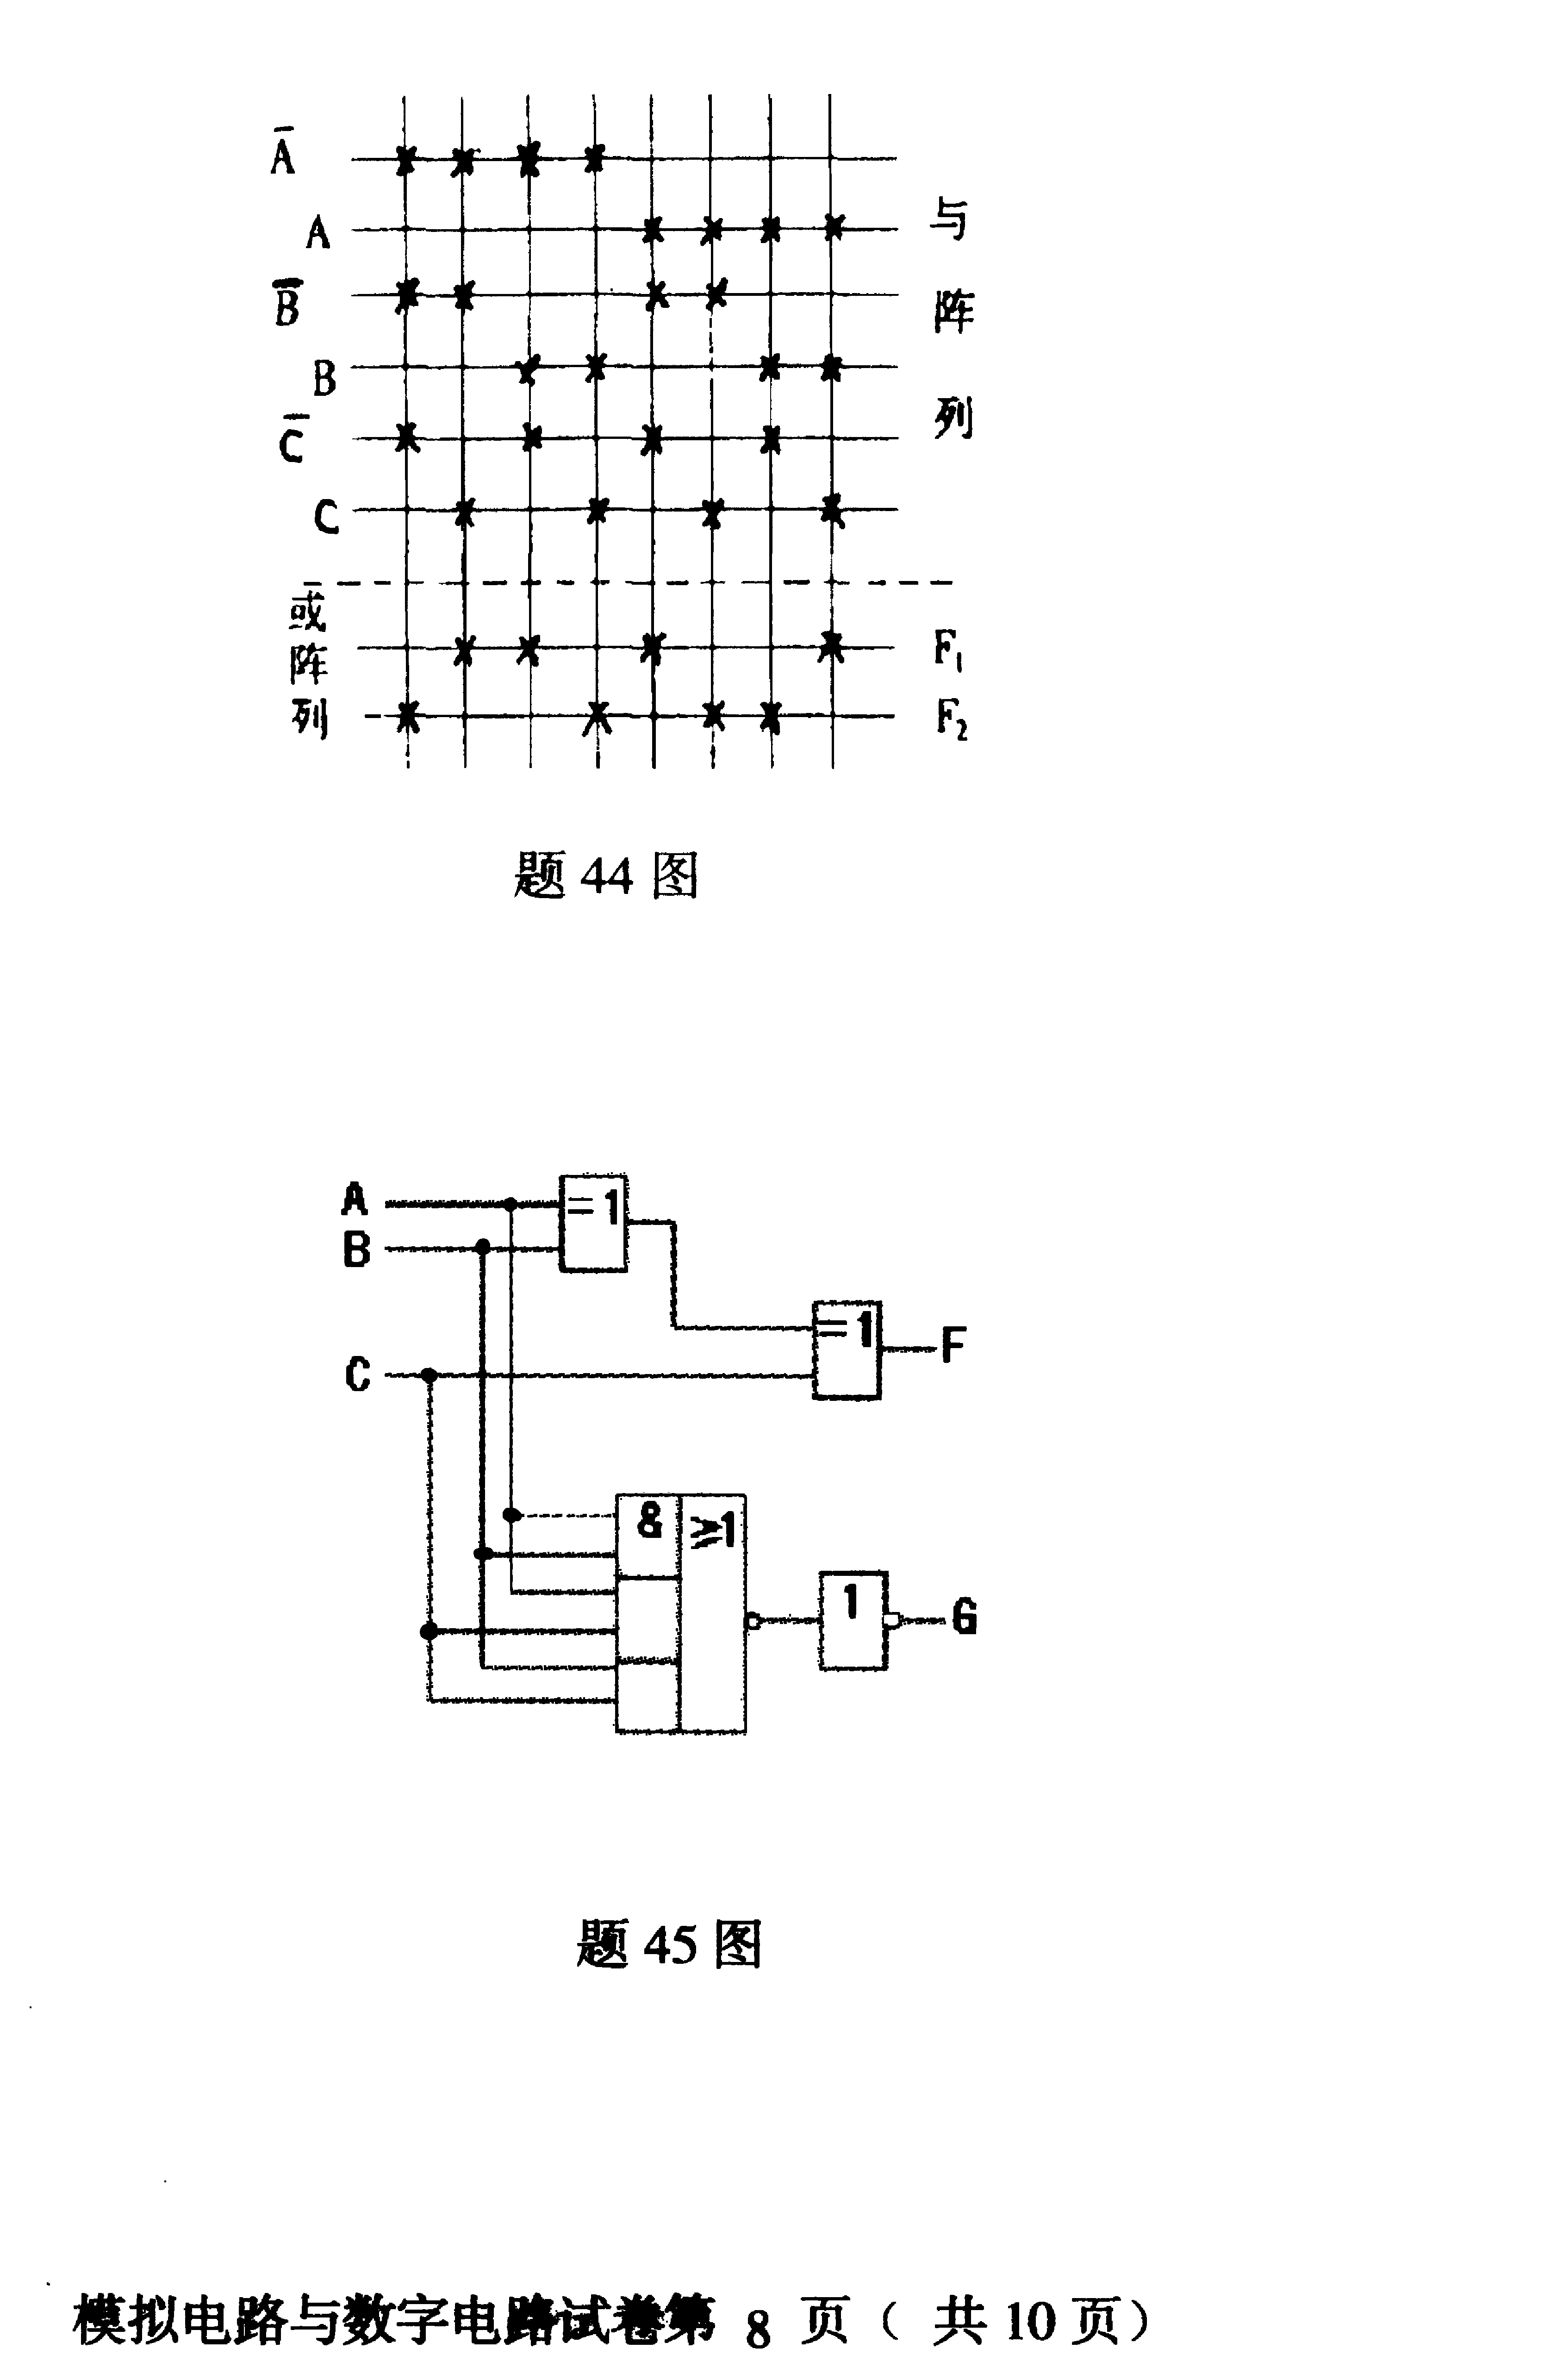 Ā
A
与
B̄
阵
B
C̄
列
C
或
阵
F₁
列
F₂
题 44 图
A
=1
B
=1
F
C
&
≥1
1
G
题 45 图
模拟电路与数字电路试卷第 8 页（ 共 10 页）